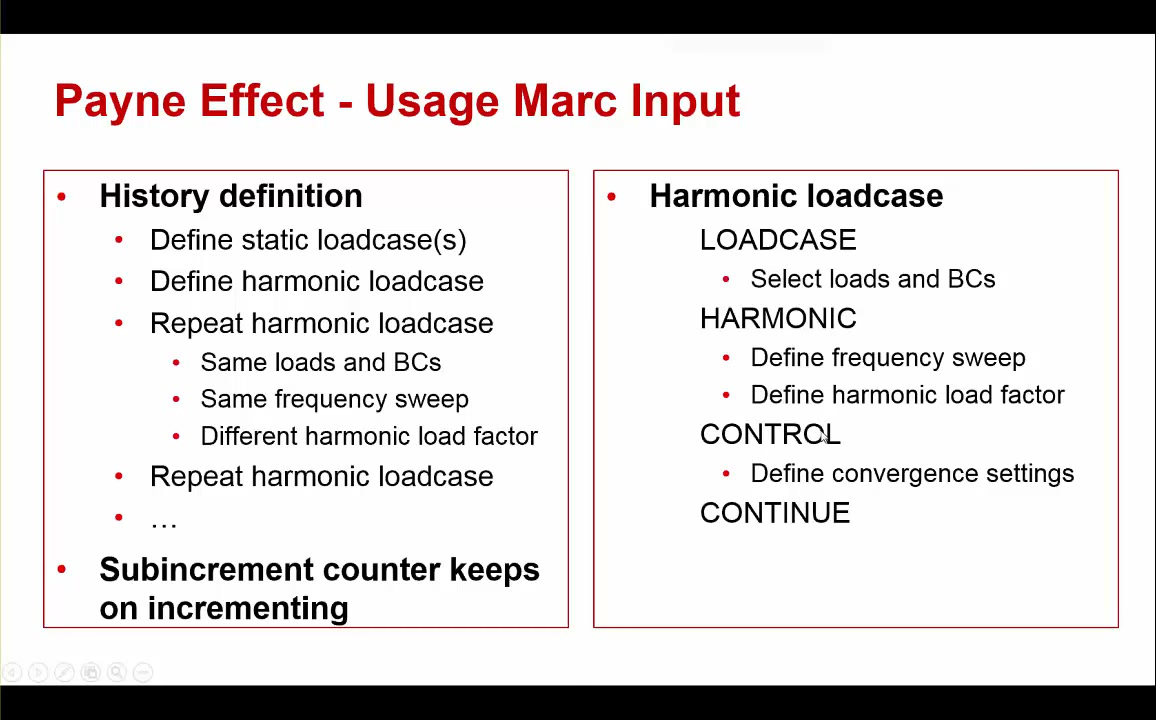 Payne Effect - Usage Marc Input
• History definition
• Define static loadcase(s)
• Define harmonic loadcase
• Repeat harmonic loadcase
• Same loads and BCs
• Same frequency sweep
• Different harmonic load factor
• Repeat harmonic loadcase
• …
• Subincrement counter keeps
on incrementing
• Harmonic loadcase
LOADCASE
• Select loads and BCs
HARMONIC
• Define frequency sweep
• Define harmonic load factor
CONTROL
• Define convergence settings
CONTINUE